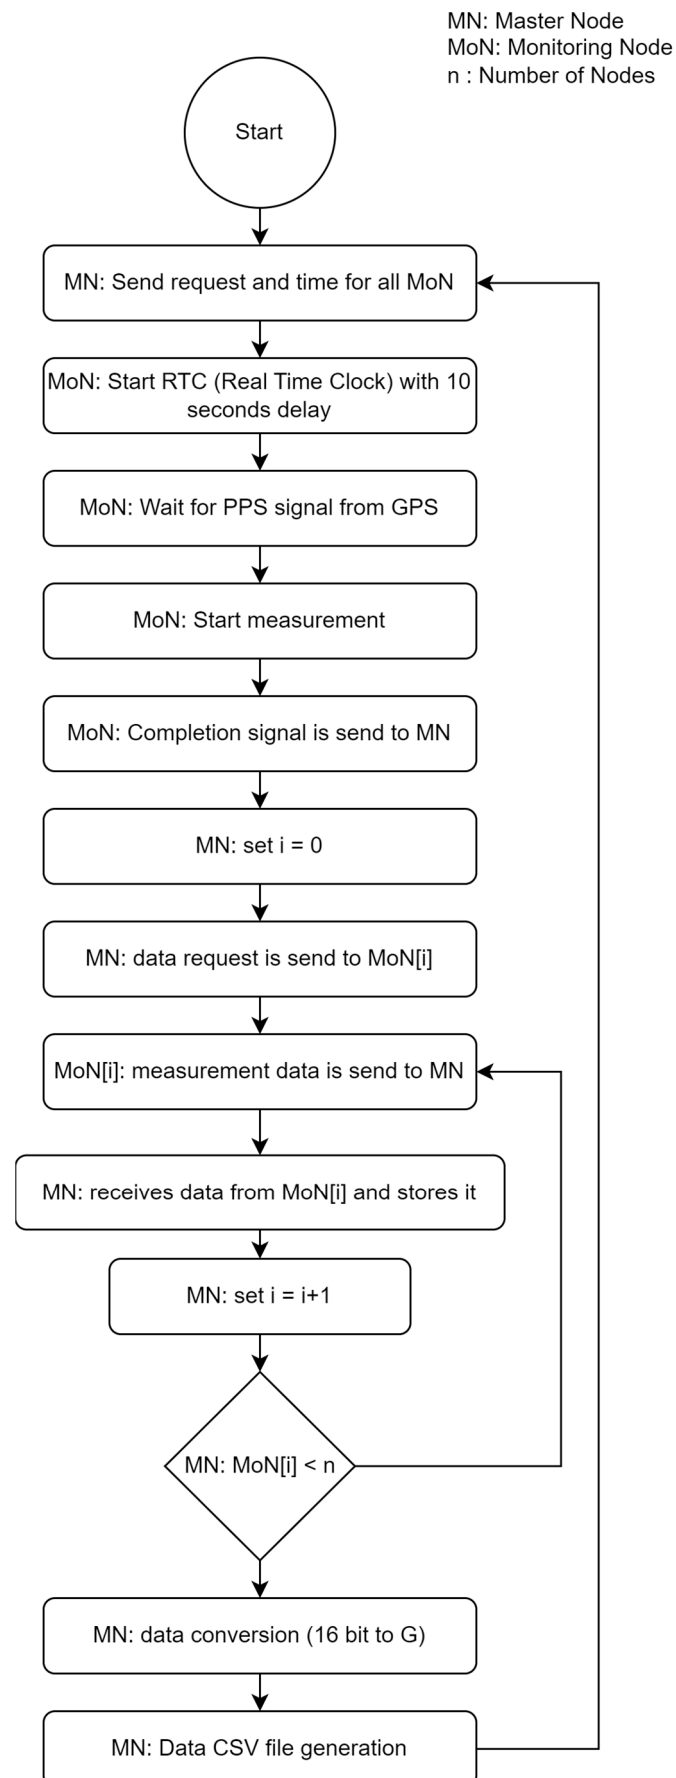 MN: Master Node
MoN: Monitoring Node
n : Number of Nodes
Start
MN: Send request and time for all MoN
MoN: Start RTC (Real Time Clock) with 10
seconds delay
MoN: Wait for PPS signal from GPS
MoN: Start measurement
MoN: Completion signal is send to MN
MN: set i = 0
MN: data request is send to MoN[i]
MoN[i]: measurement data is send to MN
MN: receives data from MoN[i] and stores it
MN: set i = i+1
MN: MoN[i] < n
MN: data conversion (16 bit to G)
MN: Data CSV file generation